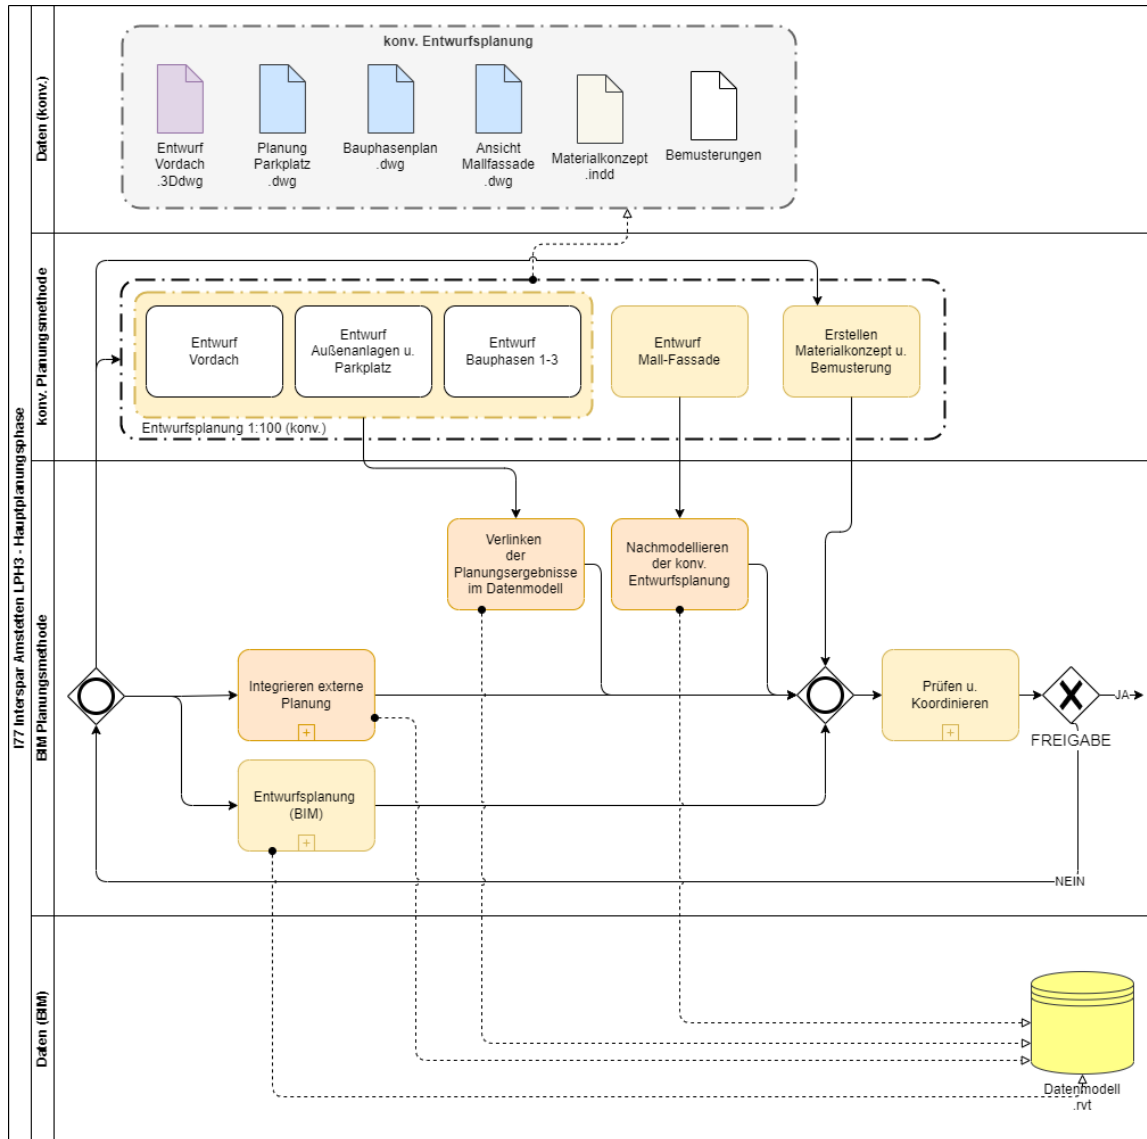 I77 Interspar Amstetten LPH3 - Hauptplanungsphase
Daten (konv.)
konv. Entwurfsplanung
Entwurf
Vordach
.3Ddwg
Planung
Parkplatz
.dwg
Bauphasenplan
.dwg
Ansicht
Mallfassade
.dwg
Materialkonzept
.indd
Bemusterungen
konv. Planungsmethode
Entwurf
Vordach
Entwurf
Außenanlagen u.
Parkplatz
Entwurf
Bauphasen 1-3
Entwurf
Mall-Fassade
Erstellen
Materialkonzept u.
Bemusterung
Entwurfsplanung 1:100 (konv.)
BIM Planungsmethode
Verlinken
der
Planungsergebnisse
im Datenmodell
Nachmodellieren
der konv.
Entwurfsplanung
Integrieren externe
Planung
Prüfen u.
Koordinieren
JA
FREIGABE
Entwurfsplanung
(BIM)
NEIN
Daten (BIM)
Datenmodell
.rvt